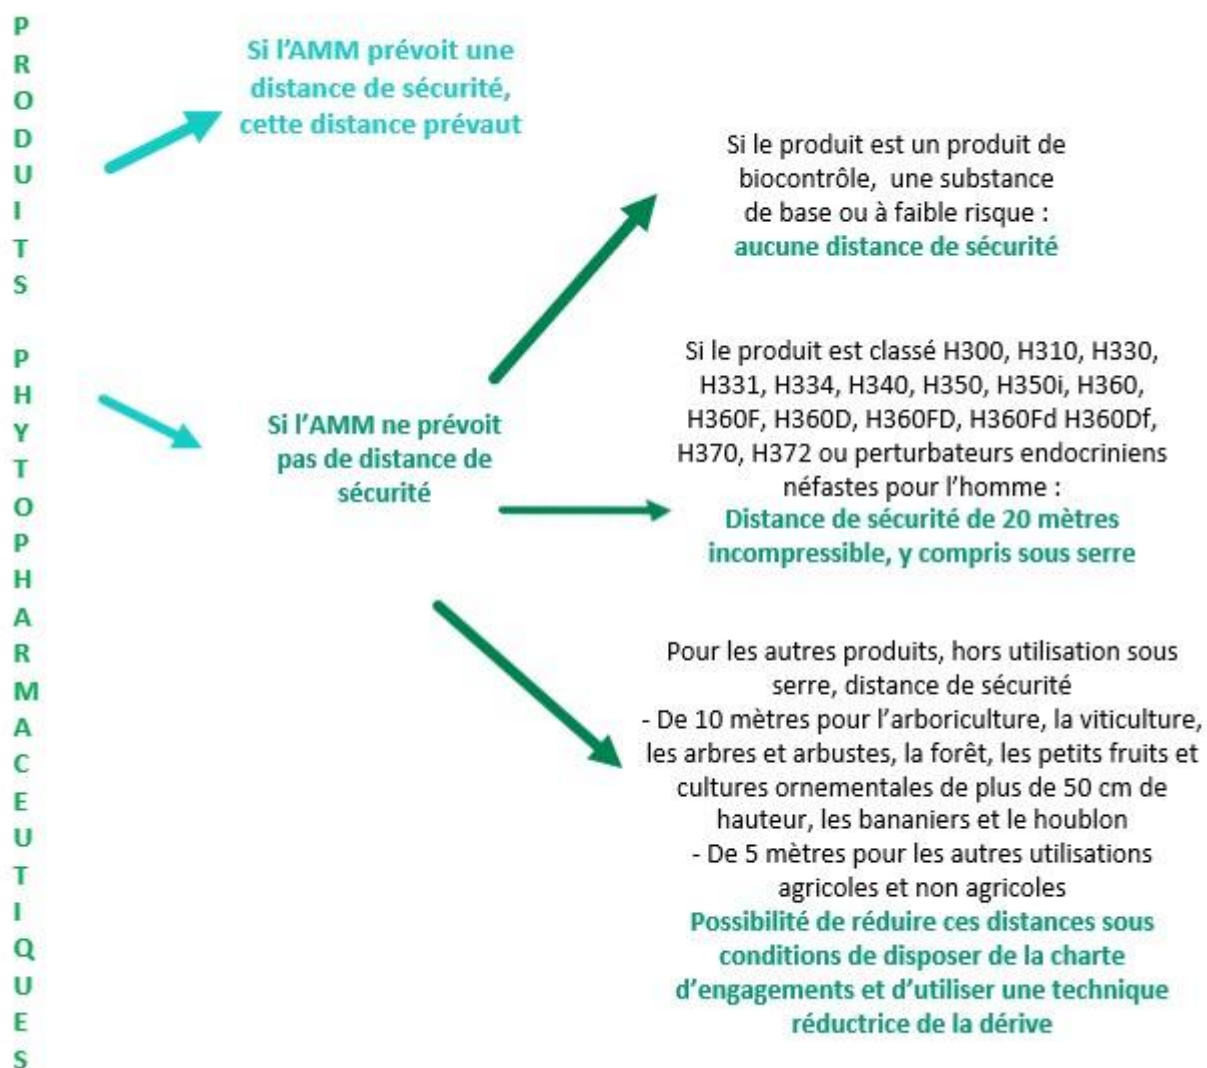 PRODUITS PHYTOPHARMACEUTIQUES
Si l’AMM prévoit une
distance de sécurité,
cette distance prévaut
Si l’AMM ne prévoit
pas de distance de
sécurité
Si le produit est un produit de
biocontrôle, une substance
de base ou à faible risque :
aucune distance de sécurité
Si le produit est classé H300, H310, H330,
H331, H334, H340, H350, H350i, H360,
H360F, H360D, H360FD, H360Fd H360Df,
H370, H372 ou perturbateurs endocriniens
néfastes pour l’homme :
Distance de sécurité de 20 mètres
incompressible, y compris sous serre
Pour les autres produits, hors utilisation sous
serre, distance de sécurité
- De 10 mètres pour l’arboriculture, la viticulture,
les arbres et arbustes, la forêt, les petits fruits et
cultures ornementales de plus de 50 cm de
hauteur, les bananiers et le houblon
- De 5 mètres pour les autres utilisations
agricoles et non agricoles
Possibilité de réduire ces distances sous
conditions de disposer de la charte
d’engagements et d’utiliser une technique
réductrice de la dérive